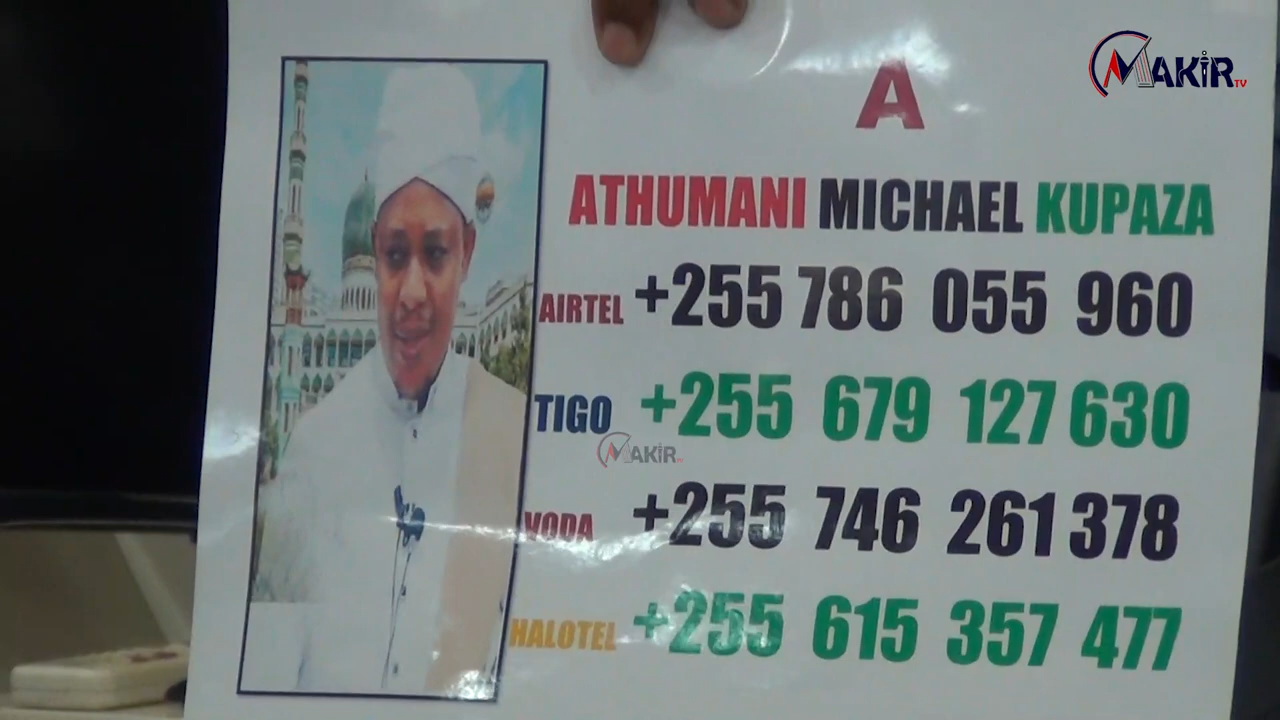 MAKIR TV
A
ATHUMANI MICHAEL KUPAZA
AIRTEL +255 786 055 960
TIGO +255 679 127 630
MAKIR TV
VODA +255 746 261 378
HALOTEL +255 615 357 477